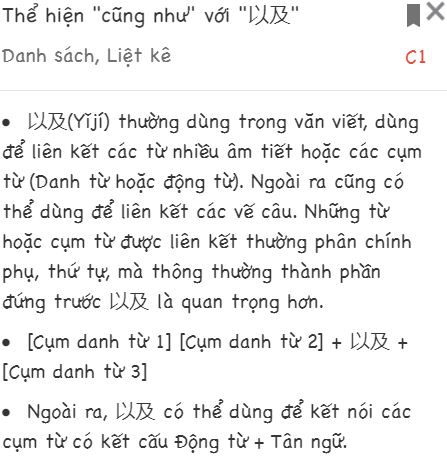 Thể hiện "cũng như" với "以及"
Danh sách, Liệt kê
C1
• 以及(Yǐjí) thường dùng trong văn viết, dùng
để liên kết các từ nhiều âm tiết hoặc các cụm
từ (Danh từ hoặc động từ). Ngoài ra cũng có
thể dùng để liên kết các vế câu. Những từ
hoặc cụm từ được liên kết thường phân chính
phụ, thứ tự, mà thông thường thành phần
đứng trước 以及 là quan trọng hơn.
• [Cụm danh từ 1] [Cụm danh từ 2] + 以及 +
[Cụm danh từ 3]
• Ngoài ra, 以及 có thể dùng để kết nối các
cụm từ có kết cấu Động từ + Tân ngữ.